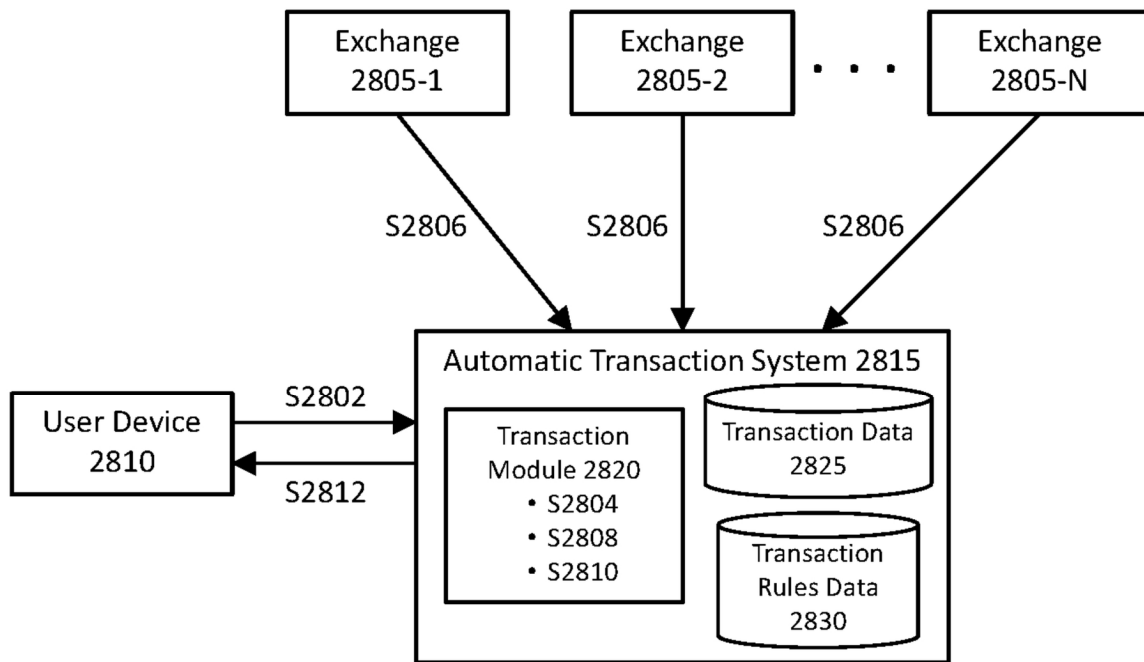 Exchange
2805-1
Exchange
2805-2
. . .
Exchange
2805-N
S2806
S2806
S2806
Automatic Transaction System 2815
S2802
User Device
2810
S2812
Transaction
Module 2820
• S2804
• S2808
• S2810
Transaction Data
2825
Transaction
Rules Data
2830